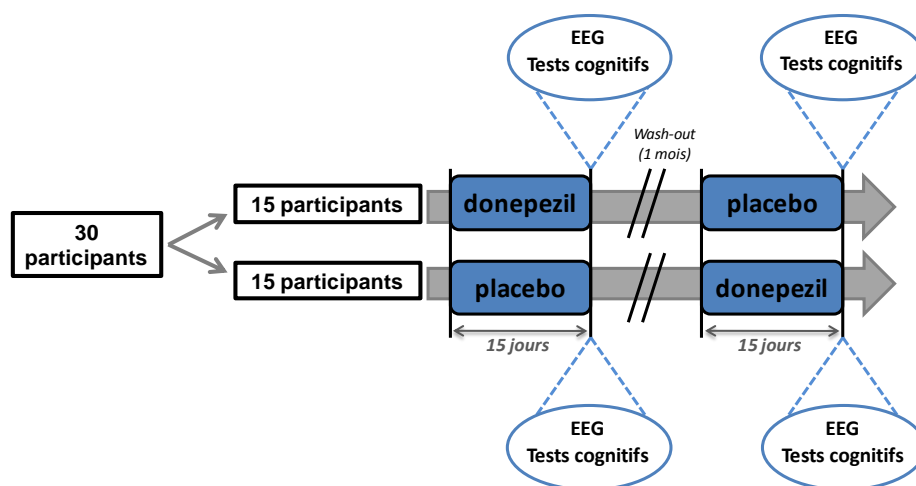 EEG
Tests cognitifs
EEG
Tests cognitifs
Wash-out
(1 mois)
30
participants
15 participants
donepezil
placebo
15 participants
placebo
donepezil
15 jours
15 jours
EEG
Tests cognitifs
EEG
Tests cognitifs